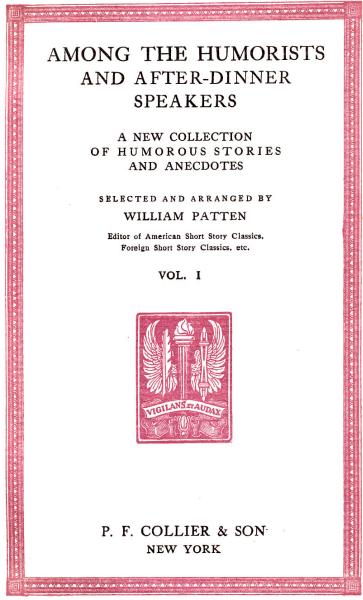 AMONG THE HUMORISTS
AND AFTER-DINNER
SPEAKERS
A NEW COLLECTION
OF HUMOROUS STORIES
AND ANECDOTES
SELECTED AND ARRANGED BY
WILLIAM PATTEN
Editor of American Short Story Classics,
Foreign Short Story Classics, etc.
VOL. I
VIGILANS ET AUDAX
P. F. COLLIER & SON
NEW YORK